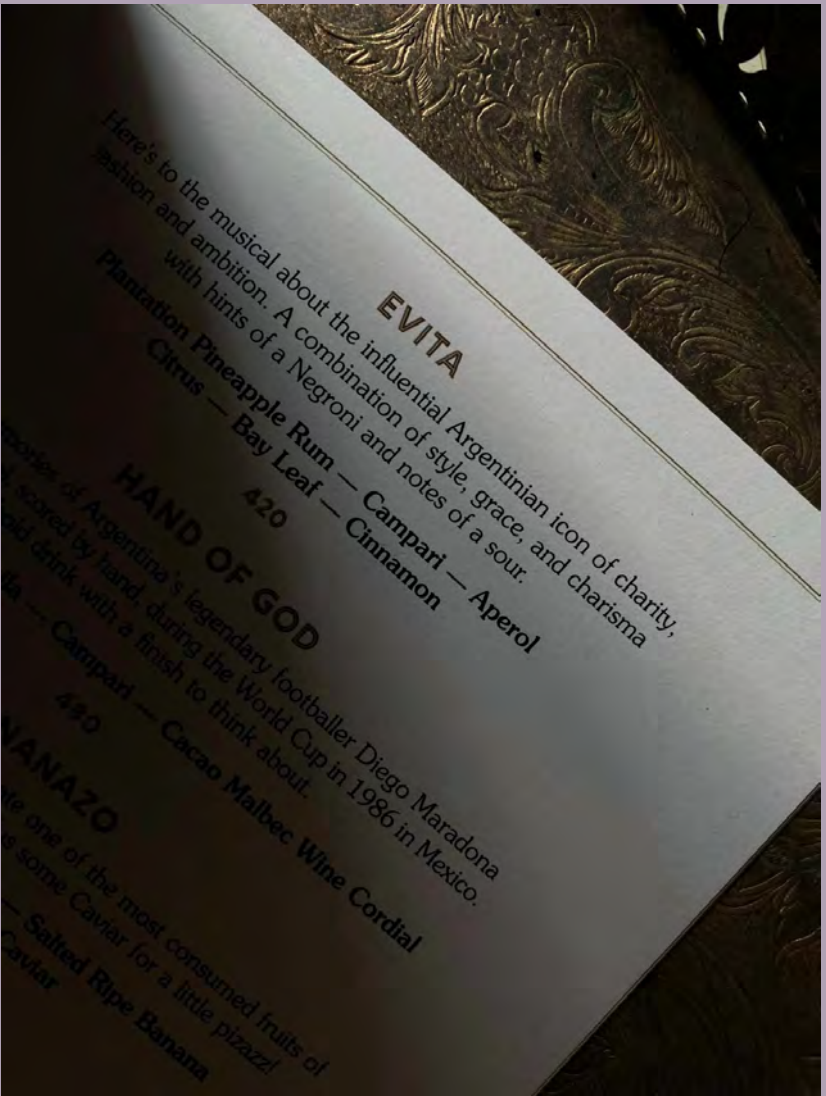 EVITA
Here's to the musical about the influential Argentinian icon of charity,
fashion and ambition. A combination of style, grace, and charisma
with hints of a Negroni and notes of a sour.
Plantation Pineapple Rum — Campari — Aperol
Citrus — Bay Leaf — Cinnamon
420
HAND OF GOD
of Argentina's legendary footballer Diego Maradona
scored by hand, during the World Cup in 1986 in Mexico.
drink with a finish to think about.
— Campari — Cacao Malbec Wine Cordial
NANAZO
one of the most consumed fruits of
some Caviar for a little pizazz!
— Salted Ripe Banana
Caviar